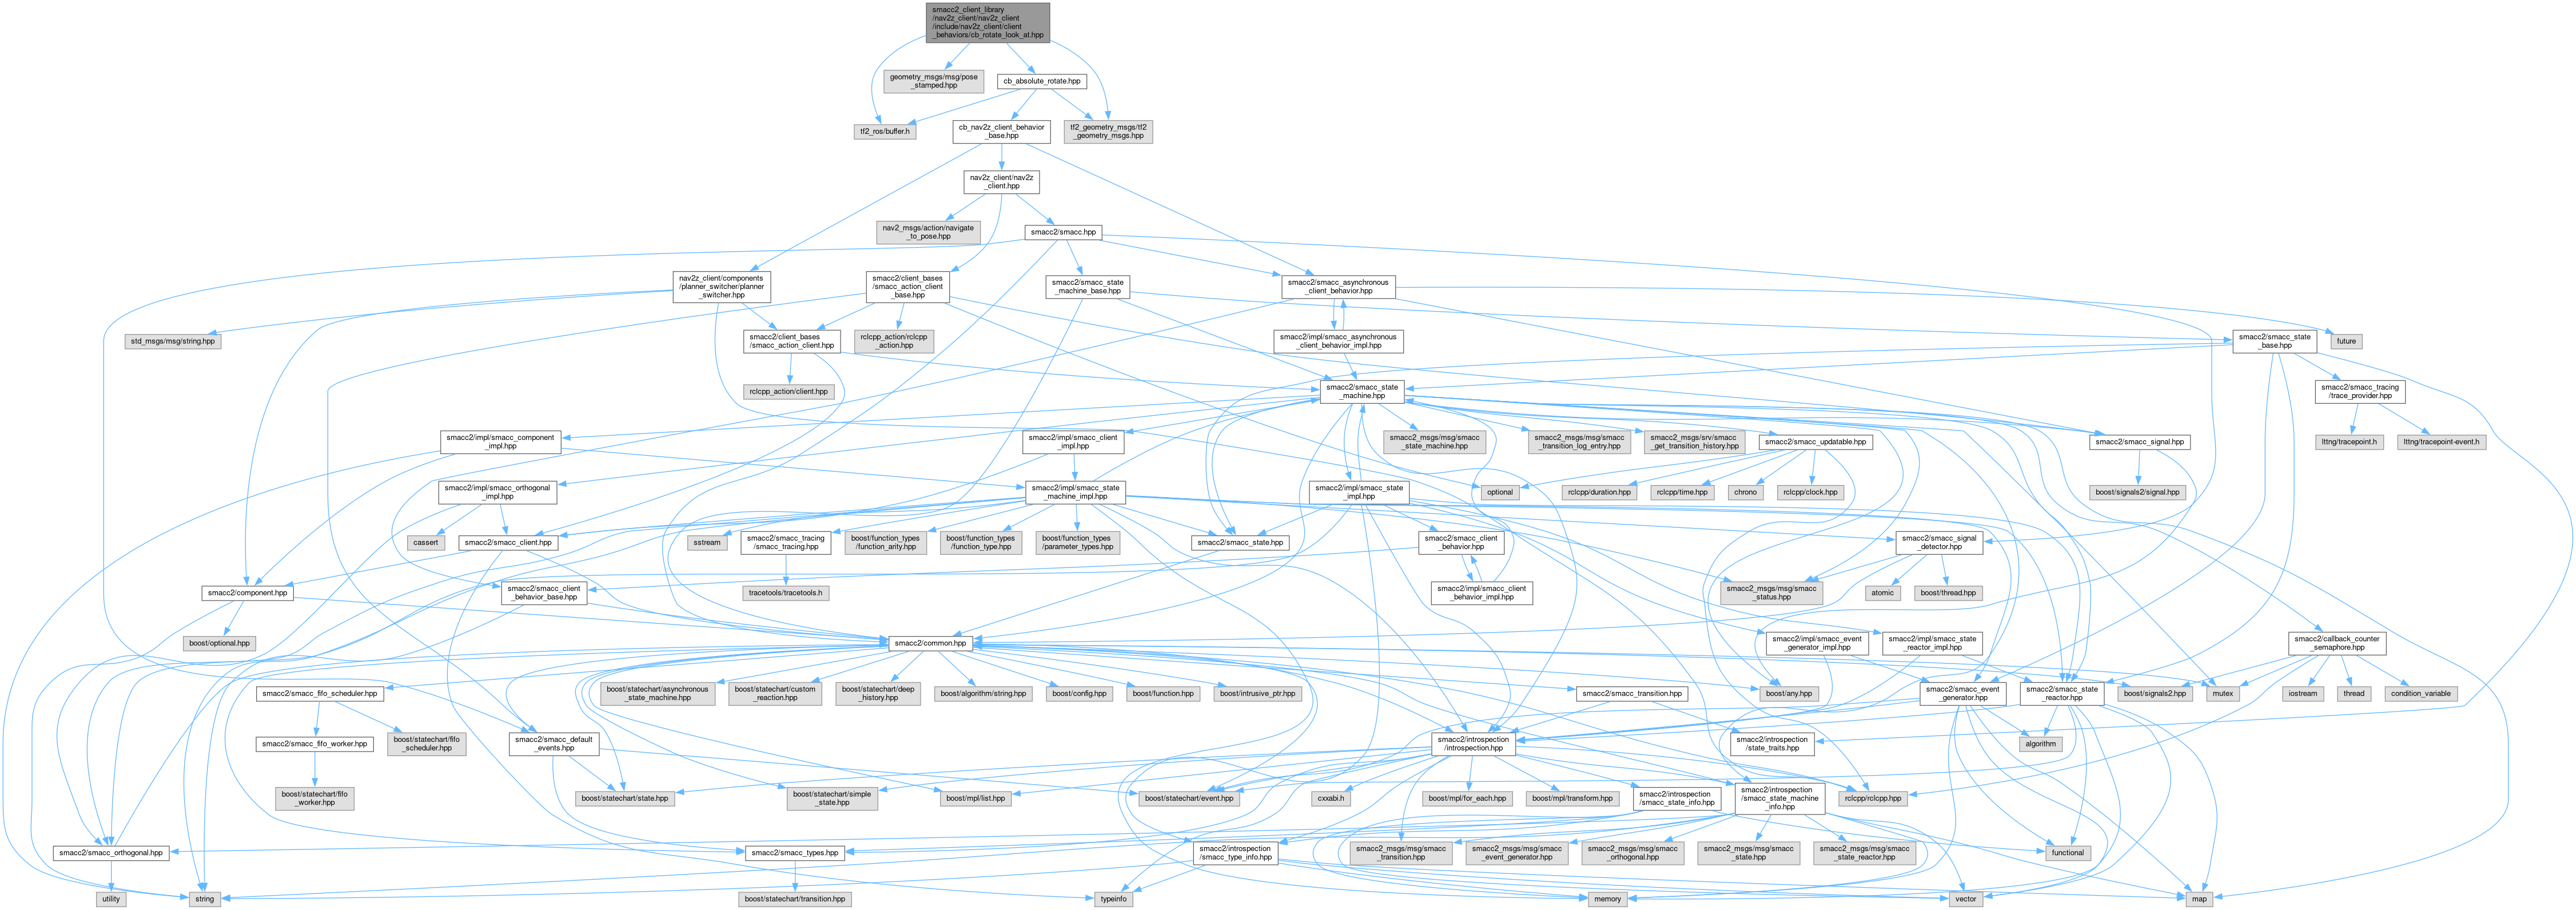 smacc2_client_library
/nav2z_client/nav2z_client
/include/nav2z_client/client
_behaviors/cb_rotate_look_at.hpp
geometry_msgs/msg/pose
_stamped.hpp
cb_absolute_rotate.hpp
tf2_ros/buffer.h
cb_nav2z_client_behavior
_base.hpp
tf2_geometry_msgs/tf2
_geometry_msgs.hpp
nav2z_client/nav2z
_client.hpp
nav2_msgs/action/navigate
_to_pose.hpp
smacc2/smacc.hpp
nav2z_client/components
/planner_switcher/planner
_switcher.hpp
smacc2/client_bases
/smacc_action_client
_base.hpp
smacc2/smacc_state
_machine_base.hpp
smacc2/smacc_asynchronous
_client_behavior.hpp
std_msgs/msg/string.hpp
smacc2/client_bases
/smacc_action_client.hpp
rclcpp_action/rclcpp
_action.hpp
smacc2/impl/smacc_asynchronous
_client_behavior_impl.hpp
smacc2/smacc_state
_base.hpp
future
rclcpp_action/client.hpp
smacc2/smacc_state
_machine.hpp
smacc2/smacc_tracing
/trace_provider.hpp
smacc2/impl/smacc_component
_impl.hpp
smacc2/impl/smacc_client
_impl.hpp
smacc2_msgs/msg/smacc
_state_machine.hpp
smacc2_msgs/msg/smacc
_transition_log_entry.hpp
smacc2_msgs/srv/smacc
_get_transition_history.hpp
smacc2/smacc_updatable.hpp
smacc2/smacc_signal.hpp
lttng/tracepoint.h
lttng/tracepoint-event.h
smacc2/impl/smacc_orthogonal
_impl.hpp
smacc2/impl/smacc_state
_machine_impl.hpp
smacc2/impl/smacc_state
_impl.hpp
optional
rclcpp/duration.hpp
rclcpp/time.hpp
chrono
rclcpp/clock.hpp
boost/signals2/signal.hpp
cassert
smacc2/smacc_client.hpp
sstream
smacc2/smacc_tracing
/smacc_tracing.hpp
boost/function_types
/function_arity.hpp
boost/function_types
/function_type.hpp
boost/function_types
/parameter_types.hpp
smacc2/smacc_state.hpp
smacc2/smacc_client
_behavior.hpp
smacc2/smacc_signal
_detector.hpp
smacc2/component.hpp
smacc2/smacc_client
_behavior_base.hpp
tracetools/tracetools.h
smacc2/impl/smacc_client
_behavior_impl.hpp
smacc2_msgs/msg/smacc
_status.hpp
atomic
boost/thread.hpp
boost/optional.hpp
smacc2/common.hpp
smacc2/impl/smacc_event
_generator_impl.hpp
smacc2/impl/smacc_state
_reactor_impl.hpp
smacc2/callback_counter
_semaphore.hpp
smacc2/smacc_fifo_scheduler.hpp
boost/statechart/asynchronous
_state_machine.hpp
boost/statechart/custom
_reaction.hpp
boost/statechart/deep
_history.hpp
boost/algorithm/string.hpp
boost/config.hpp
boost/function.hpp
boost/intrusive_ptr.hpp
smacc2/smacc_transition.hpp
boost/any.hpp
smacc2/smacc_event
_generator.hpp
smacc2/smacc_state
_reactor.hpp
boost/signals2.hpp
mutex
iostream
thread
condition_variable
smacc2/smacc_fifo_worker.hpp
boost/statechart/fifo
_scheduler.hpp
smacc2/smacc_default
_events.hpp
smacc2/introspection
/introspection.hpp
smacc2/introspection
/state_traits.hpp
algorithm
boost/statechart/fifo
_worker.hpp
boost/statechart/state.hpp
boost/statechart/simple
_state.hpp
boost/mpl/list.hpp
boost/statechart/event.hpp
cxxabi.h
boost/mpl/for_each.hpp
boost/mpl/transform.hpp
smacc2/introspection
/smacc_state_info.hpp
smacc2/introspection
/smacc_state_machine
_info.hpp
rclcpp/rclcpp.hpp
smacc2/smacc_orthogonal.hpp
smacc2/smacc_types.hpp
smacc2/introspection
/smacc_type_info.hpp
smacc2_msgs/msg/smacc
_transition.hpp
smacc2_msgs/msg/smacc
_event_generator.hpp
smacc2_msgs/msg/smacc
_orthogonal.hpp
smacc2_msgs/msg/smacc
_state.hpp
smacc2_msgs/msg/smacc
_state_reactor.hpp
functional
utility
string
boost/statechart/transition.hpp
typeinfo
memory
vector
map